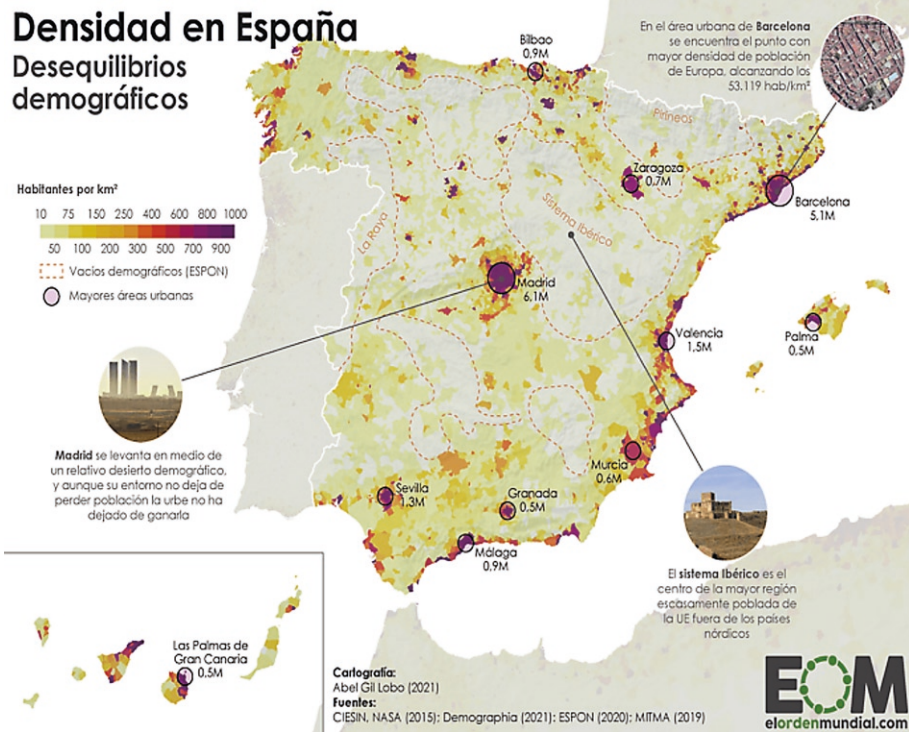 Densidad en España
Desequilibrios
demográficos
En el área urbana de Barcelona
se encuentra el punto con
mayor densidad de población
de Europa, alcanzando los
53.119 hab/km²
Habitantes por km²
10 75 150 250 400 600 800 1000
50 100 200 300 500 700 900
Vacíos demográficos (ESPON)
Mayores áreas urbanas
Bilbao
0,9M
Pirineos
Zaragoza
0,7M
Barcelona
5,1M
Sistema Ibérico
La Raya
Madrid
6,1M
Valencia
1,5M
Palma
0,5M
Madrid se levanta en medio de
un relativo desierto demográfico,
y aunque su entorno no deja de
perder población la urbe no ha
dejado de ganarla
Murcia
0,6M
Sevilla
1,3M
Granada
0,5M
Málaga
0,9M
El sistema Ibérico es el
centro de la mayor región
escasamente poblada de
la UE fuera de los países
nórdicos
Las Palmas de
Gran Canaria
0,5M
Cartografía:
Abel Gil Lobo (2021)
Fuentes:
CIESIN, NASA (2015); Demographia (2021); ESPON (2020); MITMA (2019)
EOM
elordenmundial.com